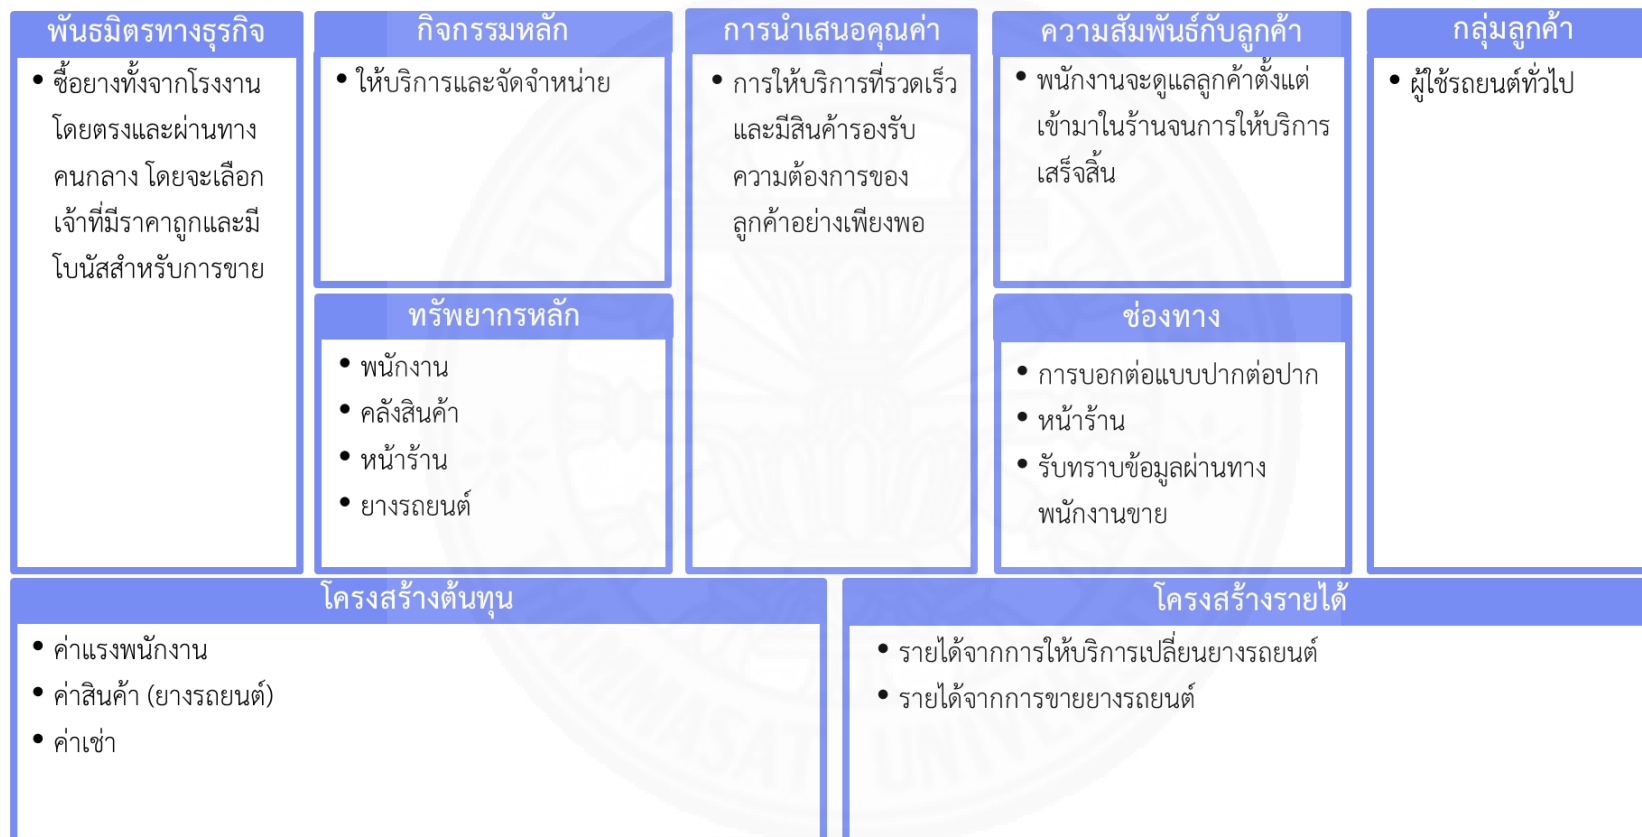 พันธมิตรทางธุรกิจ
• ซื้อยางทั้งจากโรงงาน
โดยตรงและผ่านทาง
คนกลาง โดยจะเลือก
เจ้าที่มีราคาถูกและมี
โบนัสสำหรับการขาย
กิจกรรมหลัก
• ให้บริการและจัดจำหน่าย
ทรัพยากรหลัก
• พนักงาน
• คลังสินค้า
• หน้าร้าน
• ยางรถยนต์
การนำเสนอคุณค่า
• การให้บริการที่รวดเร็ว
และมีสินค้ารองรับ
ความต้องการของ
ลูกค้าอย่างเพียงพอ
ความสัมพันธ์กับลูกค้า
• พนักงานจะดูแลลูกค้าตั้งแต่
เข้ามาในร้านจนการให้บริการ
เสร็จสิ้น
ช่องทาง
• การบอกต่อแบบปากต่อปาก
• หน้าร้าน
• รับทราบข้อมูลผ่านทาง
พนักงานขาย
กลุ่มลูกค้า
• ผู้ใช้รถยนต์ทั่วไป
โครงสร้างต้นทุน
• ค่าแรงพนักงาน
• ค่าสินค้า (ยางรถยนต์)
• ค่าเช่า
โครงสร้างรายได้
• รายได้จากการให้บริการเปลี่ยนยางรถยนต์
• รายได้จากการขายยางรถยนต์